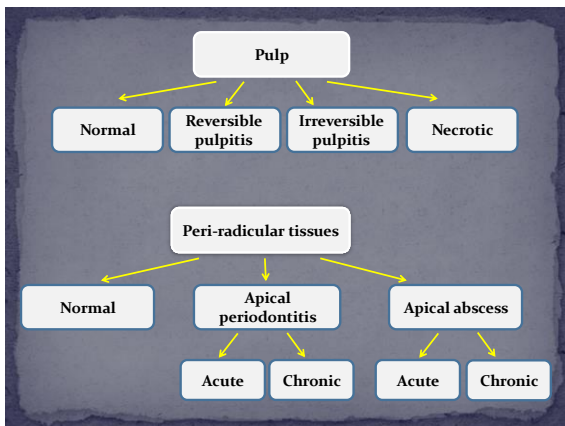 Pulp
Normal
Reversible
pulpitis
Irreversible
pulpitis
Necrotic
Peri-radicular tissues
Normal
Apical
periodontitis
Apical abscess
Acute
Chronic
Acute
Chronic